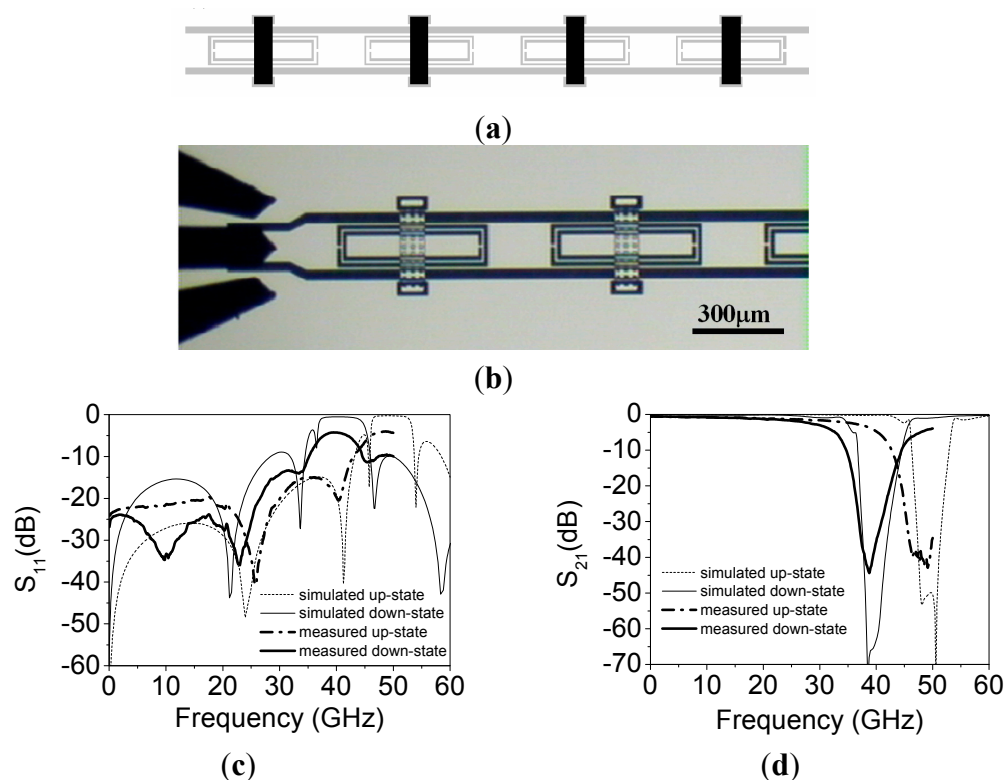 (a)
300μm
(b)
0
-10
-20
-30
-40
-50
-60
S11(dB)
simulated up-state
simulated down-state
measured up-state
measured down-state
0 10 20 30 40 50 60
Frequency (GHz)
(c)
0
-10
-20
-30
-40
-50
-60
-70
S21(dB)
simulated up-state
simulated down-state
measured up-state
measured down-state
0 10 20 30 40 50 60
Frequency (GHz)
(d)